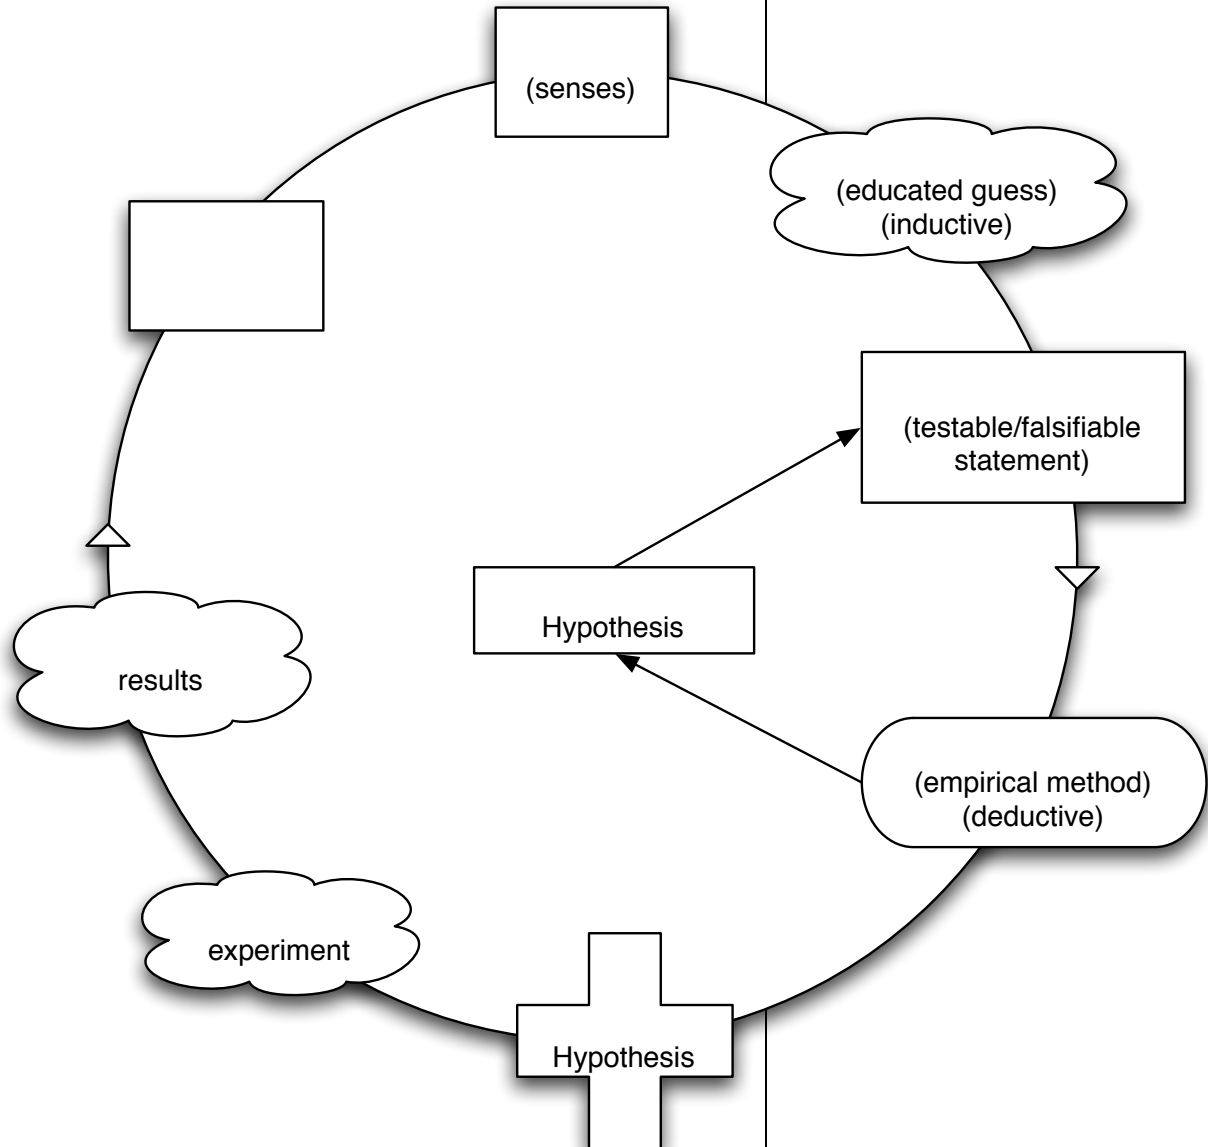 (senses)
(educated guess)
(inductive)
(testable/falsifiable
statement)
Hypothesis
results
(empirical method)
(deductive)
experiment
Hypothesis